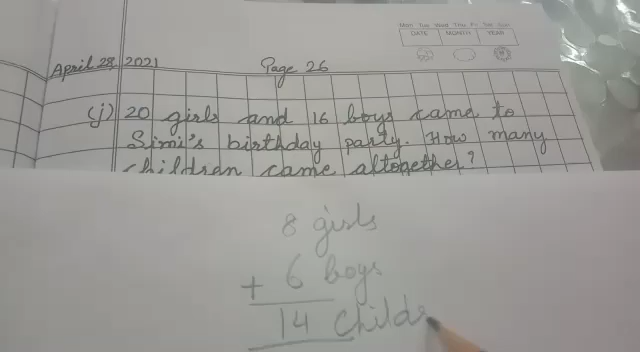 Mon Tue Wed Thu Fri Sat Sun
DATE MONTH YEAR
April 28, 2021 Page 26
(j) 20 girls and 16 boys came to
Simi's birthday party. How many
children came altogether?
8 girls
+ 6 boys
14 Childr